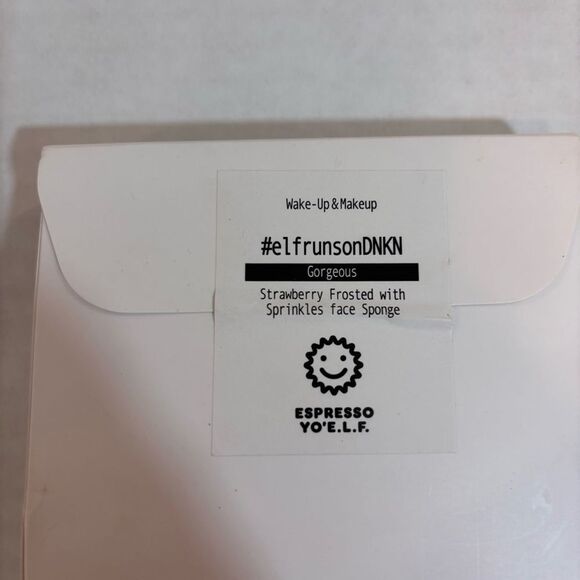 Wake-Up & Makeup
#elfrunsonDNKN
Gorgeous
Strawberry Frosted with
Sprinkles face Sponge
ESPRESSO
YO'E.L.F.